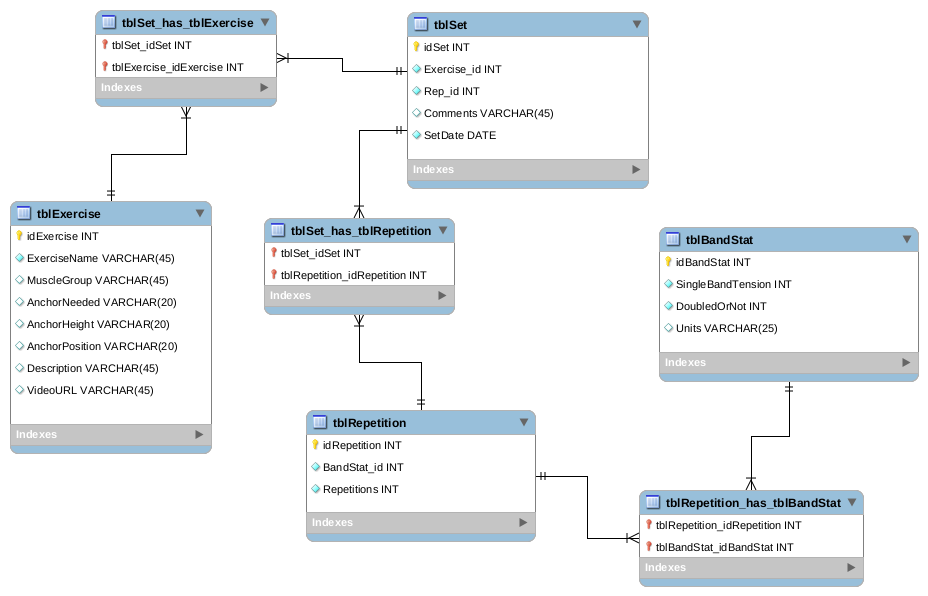 tblSet_has_tblExercise
tblSet_idSet INT
tblExercise_idExercise INT
Indexes
tblSet
idSet INT
Exercise_id INT
Rep_id INT
Comments VARCHAR(45)
SetDate DATE
Indexes
tblExercise
idExercise INT
ExerciseName VARCHAR(45)
MuscleGroup VARCHAR(45)
AnchorNeeded VARCHAR(20)
AnchorHeight VARCHAR(20)
AnchorPosition VARCHAR(20)
Description VARCHAR(45)
VideoURL VARCHAR(45)
Indexes
tblSet_has_tblRepetition
tblSet_idSet INT
tblRepetition_idRepetition INT
Indexes
tblBandStat
idBandStat INT
SingleBandTension INT
DoubledOrNot INT
Units VARCHAR(25)
Indexes
tblRepetition
idRepetition INT
BandStat_id INT
Repetitions INT
Indexes
tblRepetition_has_tblBandStat
tblRepetition_idRepetition INT
tblBandStat_idBandStat INT
Indexes